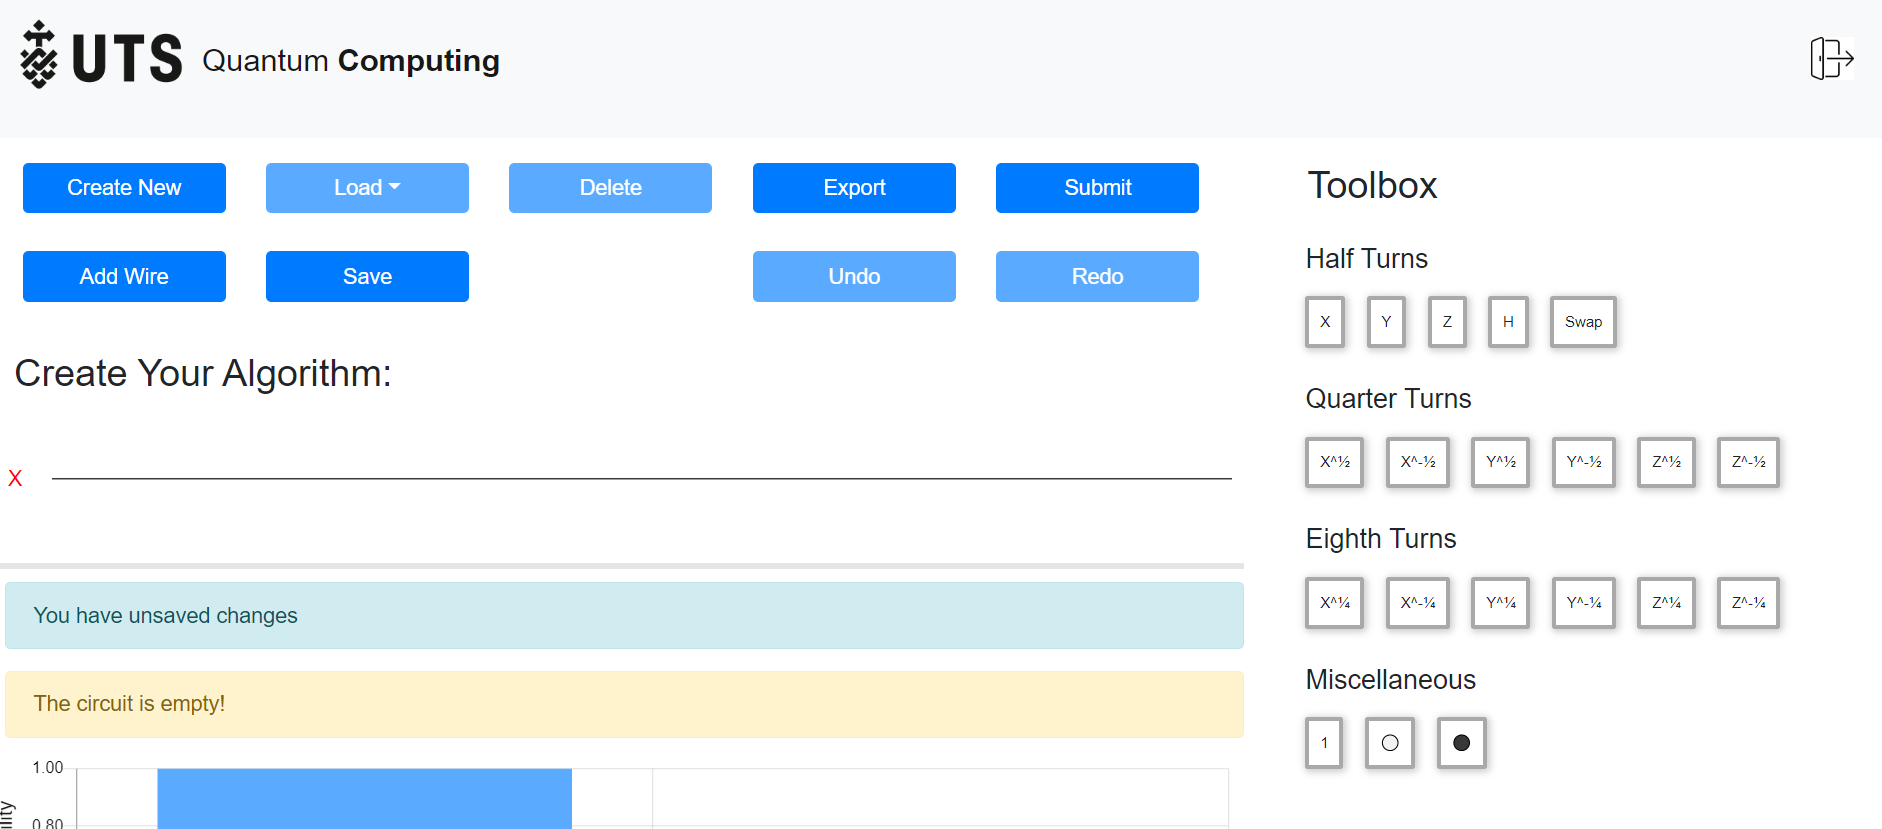 UTS Quantum Computing
Create New Load Delete Export Submit
Add Wire Save Undo Redo
Create Your Algorithm:
X
You have unsaved changes
The circuit is empty!
1.00
0.80
Toolbox
Half Turns
X Y Z H Swap
Quarter Turns
X^½ X^-½ Y^½ Y^-½ Z^½ Z^-½
Eighth Turns
X^¼ X^-¼ Y^¼ Y^-¼ Z^¼ Z^-¼
Miscellaneous
1